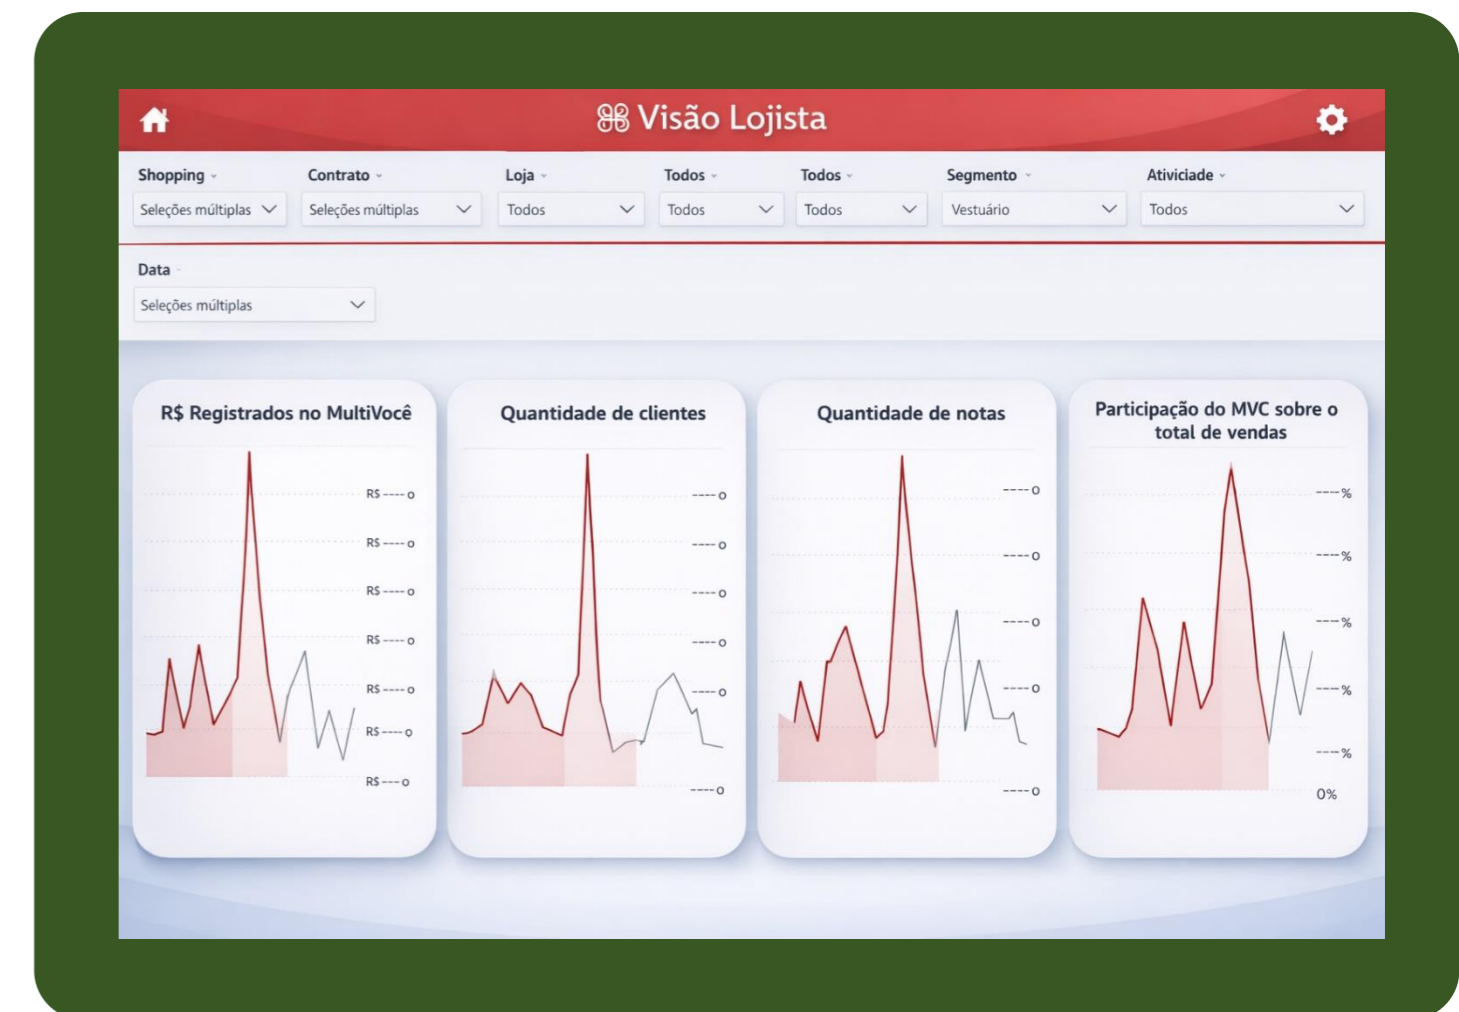 Visão Lojista
Shopping Contrato Loja Todos Todos Segmento Ativiciade
Seleções múltiplas Seleções múltiplas Todos Todos Todos Vestuário Todos
Data
Seleções múltiplas
R$ Registrados no MultiVocê
R$ ---- o
R$ ---- o
R$ ---- o
R$ ---- o
R$ ---- o
R$ ---- o
R$ --- o
Quantidade de clientes
---- o
---- o
---- o
---- o
---- o
---- o
Quantidade de notas
---- o
---- o
---- o
---- o
---- o
Participação do MVC sobre o
total de vendas
---- %
---- %
---- %
---- %
---- %
0%